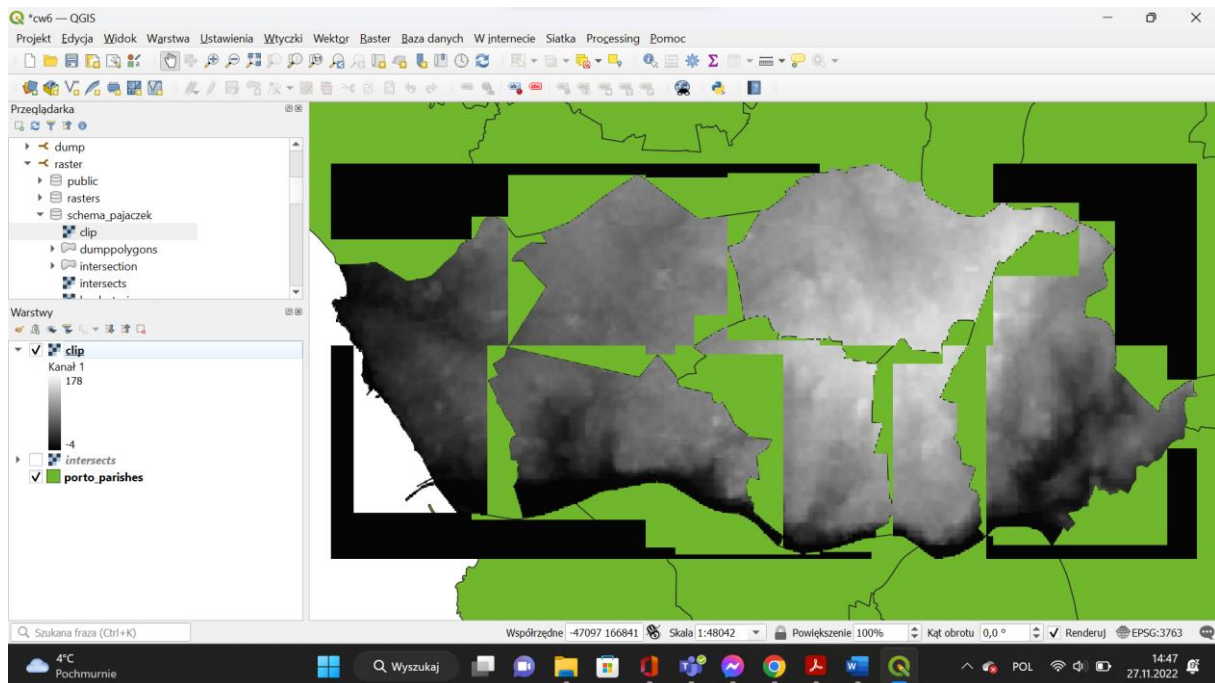 *cw6 — QGIS
Projekt Edycja Widok Warstwa Ustawienia Wtyczki Wektor Raster Baza danych W internecie Siatka Processing Pomoc
Przeglądarka
dump
raster
public
rasters
schema_pajaczek
clip
dumppolygons
intersection
intersects
Warstwy
clip
Kanał 1
178
-4
intersects
porto_parishes
Szukana fraza (Ctrl+K)
Współrzędne -47097 166841 Skala 1:48042 Powiększenie 100% Kąt obrotu 0,0 ° Renderuj EPSG:3763
4°C
Pochmurnie
Wyszukaj
POL
14:47
27.11.2022